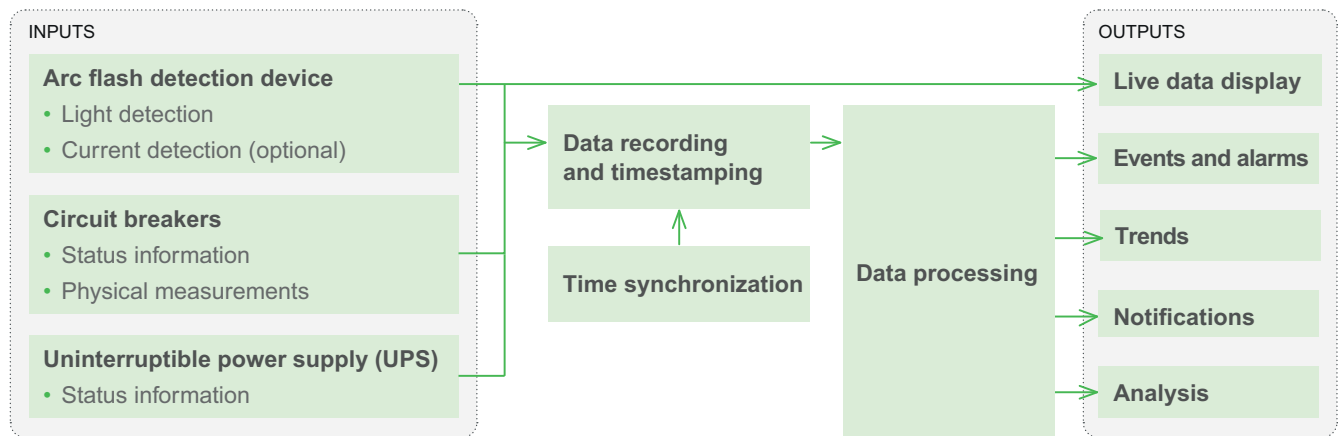 INPUTS
Arc flash detection device
• Light detection
• Current detection (optional)
Circuit breakers
• Status information
• Physical measurements
Uninterruptible power supply (UPS)
• Status information
Data recording
and timestamping
Time synchronization
Data processing
OUTPUTS
Live data display
Events and alarms
Trends
Notifications
Analysis